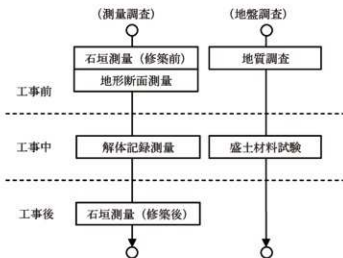 （測量調査） （地盤調査）
石垣測量（修築前） 地質調査
地形断面測量
工事前
工事中 解体記録測量 盛土材料試験
工事後 石垣測量（修築後）